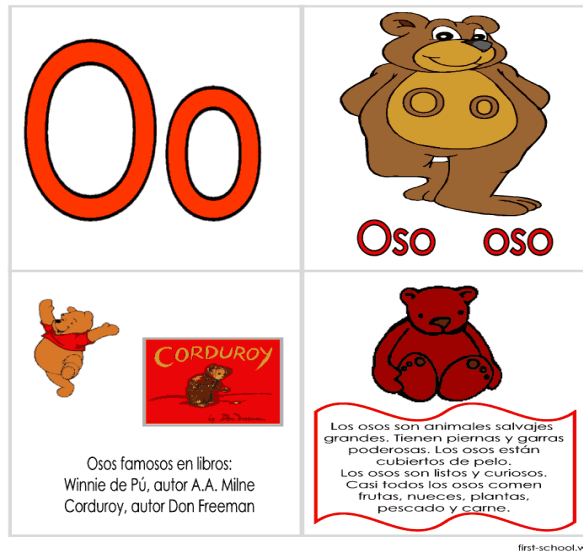 Oo
O o
Oso oso
CORDUROY
Osos famosos en libros:
Winnie de Pú, autor A.A. Milne
Corduroy, autor Don Freeman
Los osos son animales salvajes
grandes. Tienen piernas y garras
poderosas. Los osos están
cubiertos de pelo.
Los osos son listos y curiosos.
Casi todos los osos comen
frutas, nueces, plantas,
pescado y carne.
first-school.w